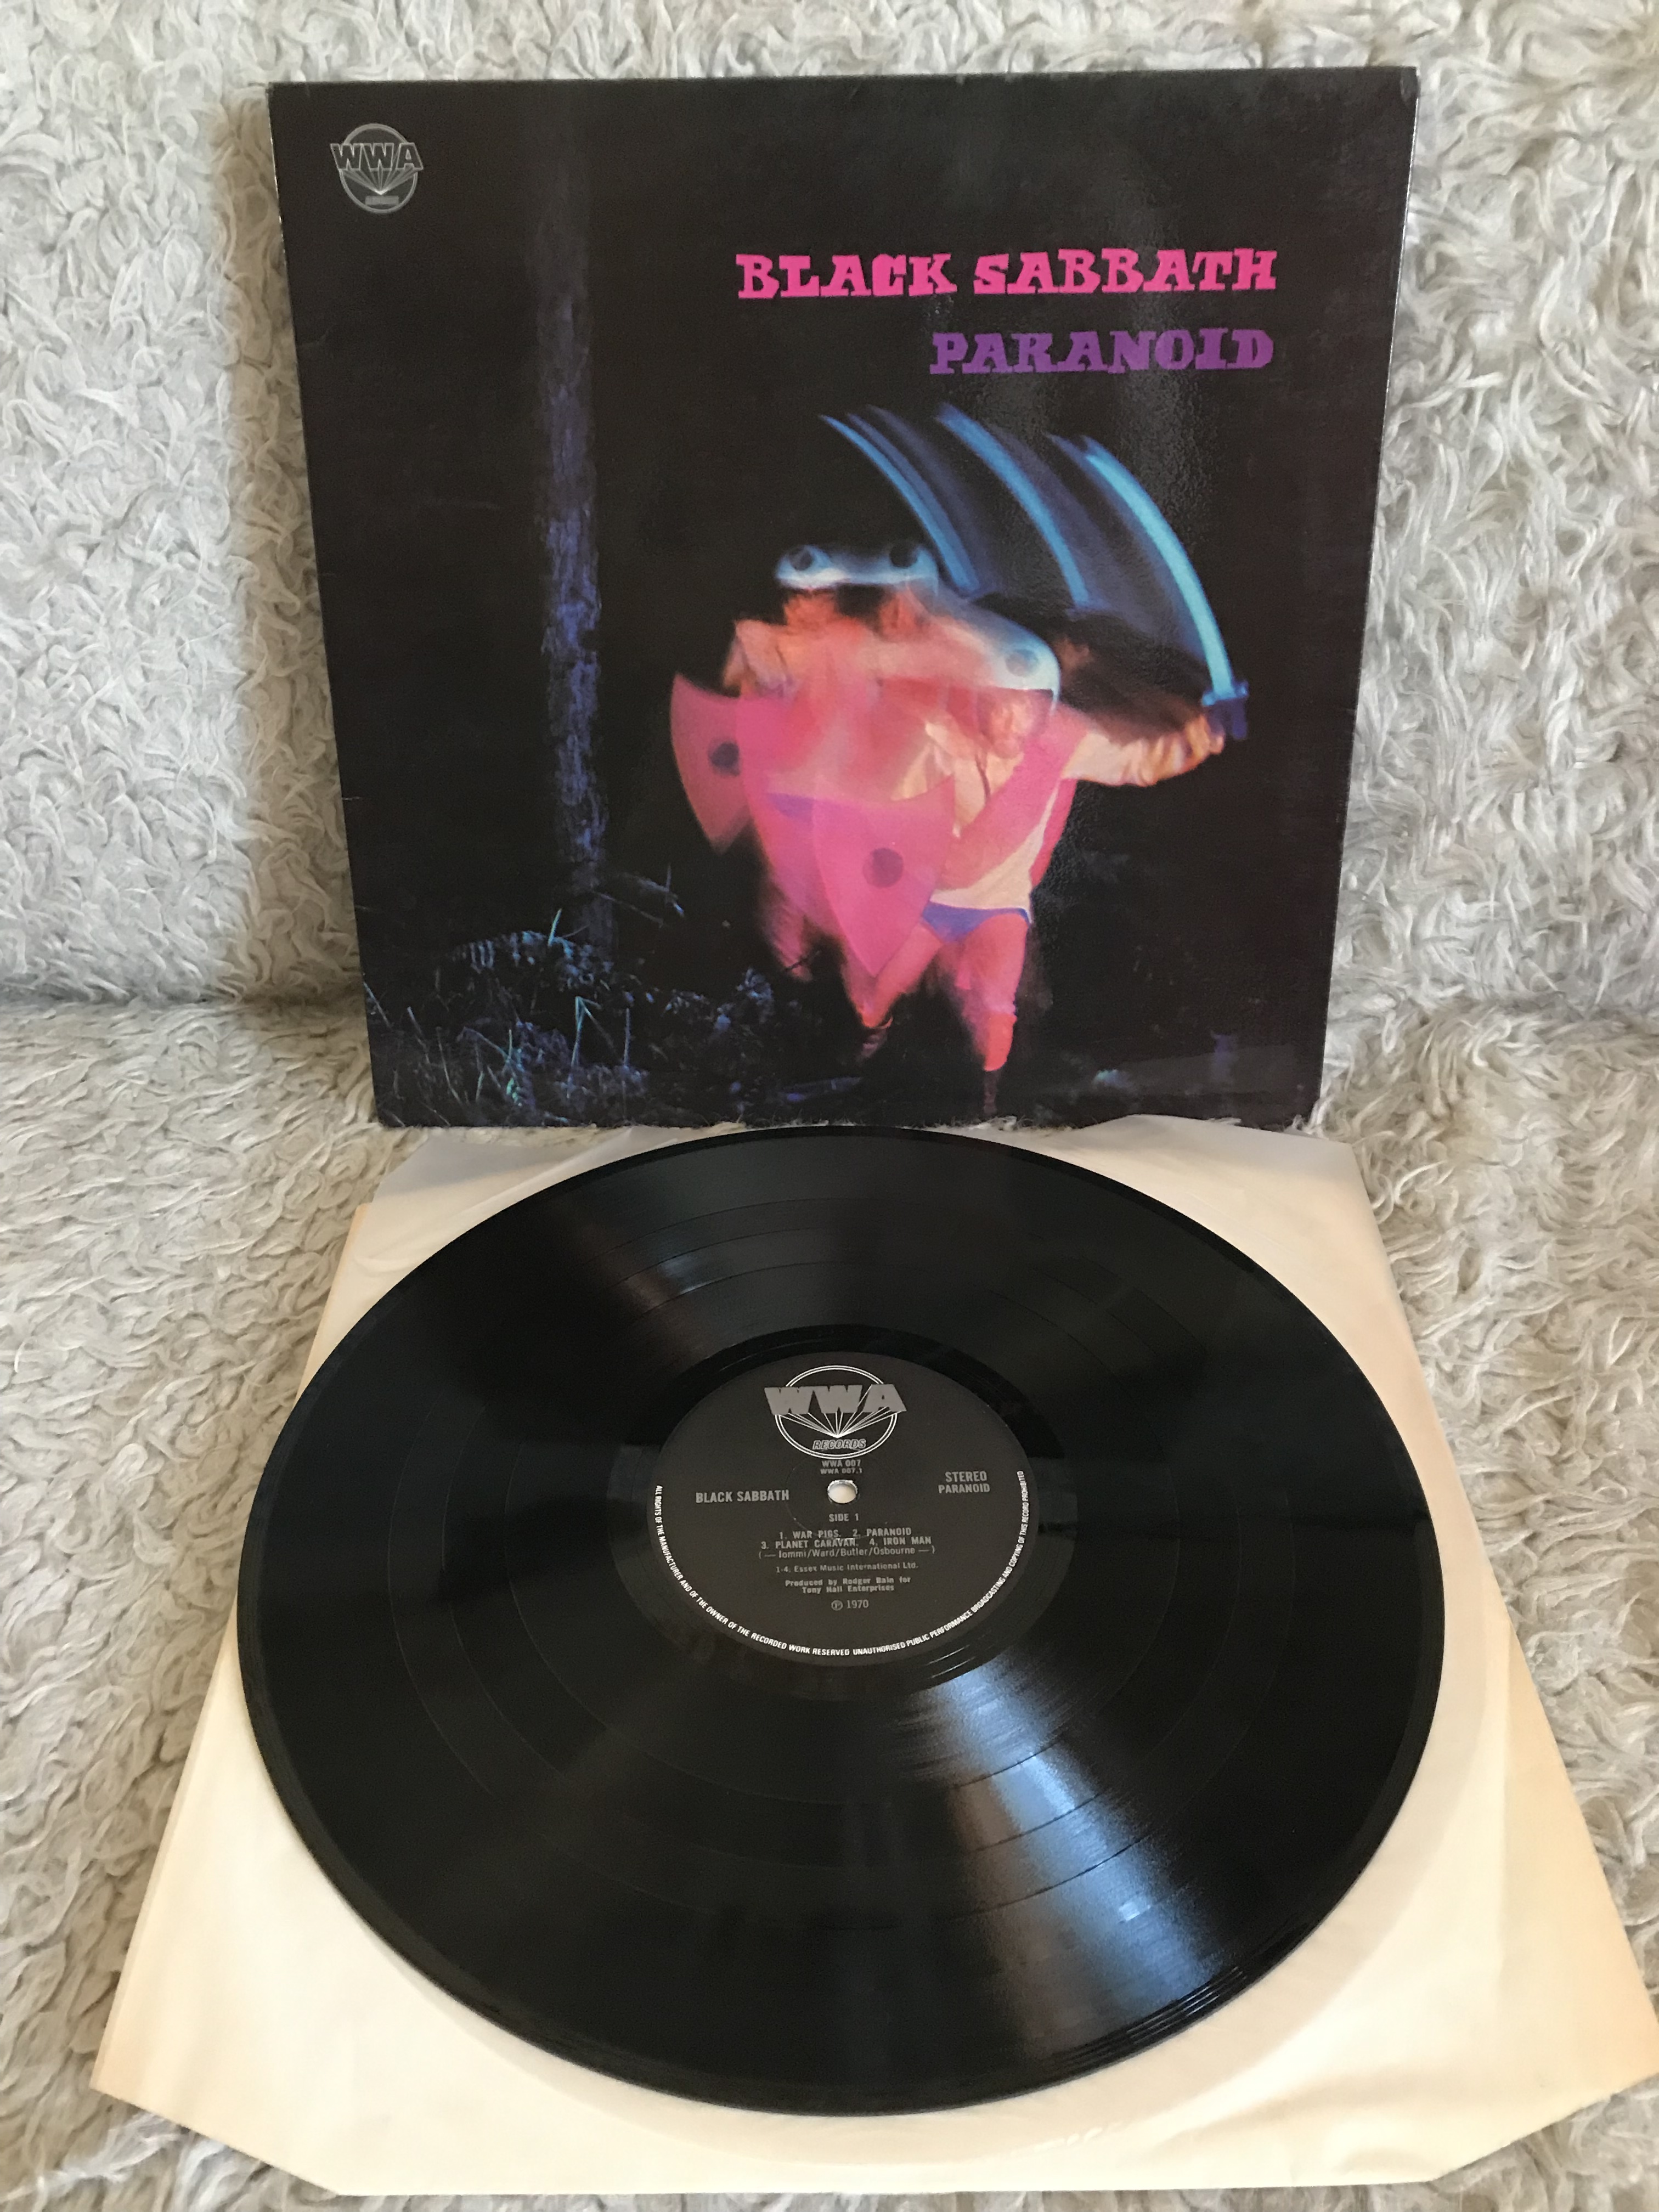 WWA
BLACK SABBATH
PARANOID
WWA
RECORDS
WWA 007
WWA 007.1
BLACK SABBATH
STEREO
PARANOID
SIDE 1
1. WAR PIGS. 2. PARANOID
3. PLANET CARAVAN. 4. IRON MAN
(— Iommi/Ward/Butler/Osbourne —)
1-4. Essex Music International Ltd.
Produced by Rodger Bain for
Tony Hall Enterprises
Ⓟ 1970
ALL RIGHTS OF THE MANUFACTURER AND OF THE OWNER OF THE RECORDED WORK RESERVED UNAUTHORISED PUBLIC PERFORMANCE BROADCASTING AND COPYING OF THIS RECORD PROHIBITED